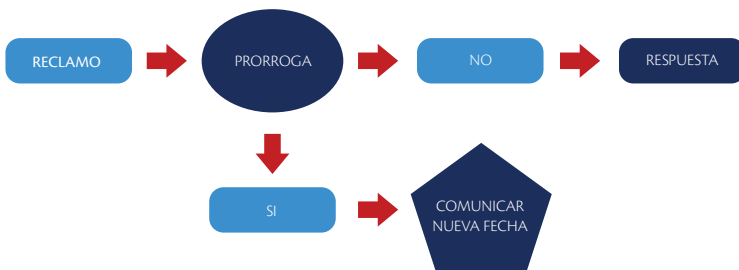 RECLAMO
PRORROGA
NO
RESPUESTA
SI
COMUNICAR
NUEVA FECHA